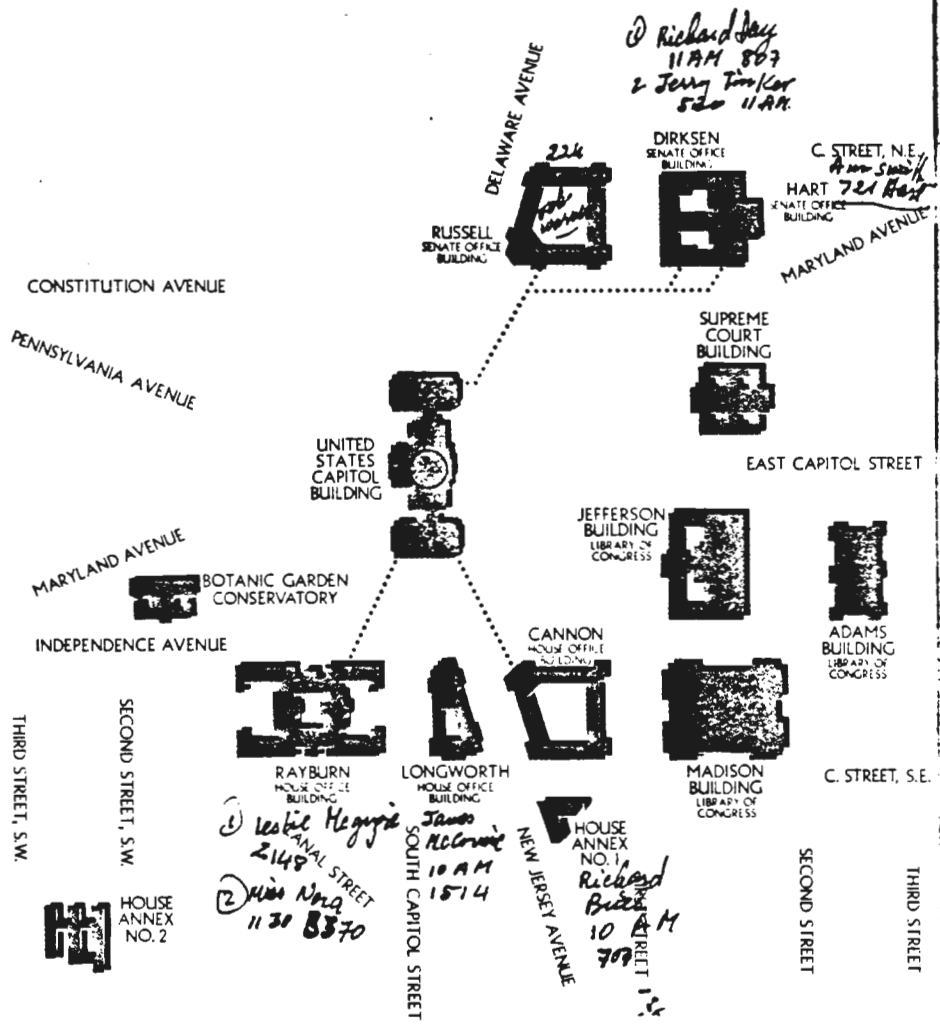 ① Richard Day
11 AM 807
2 Jerry Tinker
520 11 AM.
DELAWARE AVENUE
224
DIRKSEN
SENATE OFFICE
BUILDING
C. STREET, N.E.
721 Hart
HART
SENATE OFFICE
BUILDING
RUSSELL
SENATE OFFICE
BUILDING
MARYLAND AVENUE
CONSTITUTION AVENUE
PENNSYLVANIA AVENUE
SUPREME
COURT
BUILDING
UNITED
STATES
CAPITOL
BUILDING
EAST CAPITOL STREET
JEFFERSON
BUILDING
LIBRARY OF
CONGRESS
MARYLAND AVENUE
BOTANIC GARDEN
CONSERVATORY
ADAMS
BUILDING
LIBRARY OF
CONGRESS
INDEPENDENCE AVENUE
CANNON
HOUSE OFFICE
BUILDING
THIRD STREET, S.W.
SECOND STREET, S.W.
RAYBURN
HOUSE OFFICE
BUILDING
LONGWORTH
HOUSE OFFICE
BUILDING
MADISON
BUILDING
LIBRARY OF
CONGRESS
C. STREET, S.E.
① Leslie
2148
② Miss Nora
11 30 B370
CANAL STREET
James
10 AM
1514
SOUTH CAPITOL STREET
HOUSE
ANNEX
NO. 1
NEW JERSEY AVENUE
Richard
10 AM
STREET
SECOND STREET
THIRD STREET
HOUSE
ANNEX
NO. 2